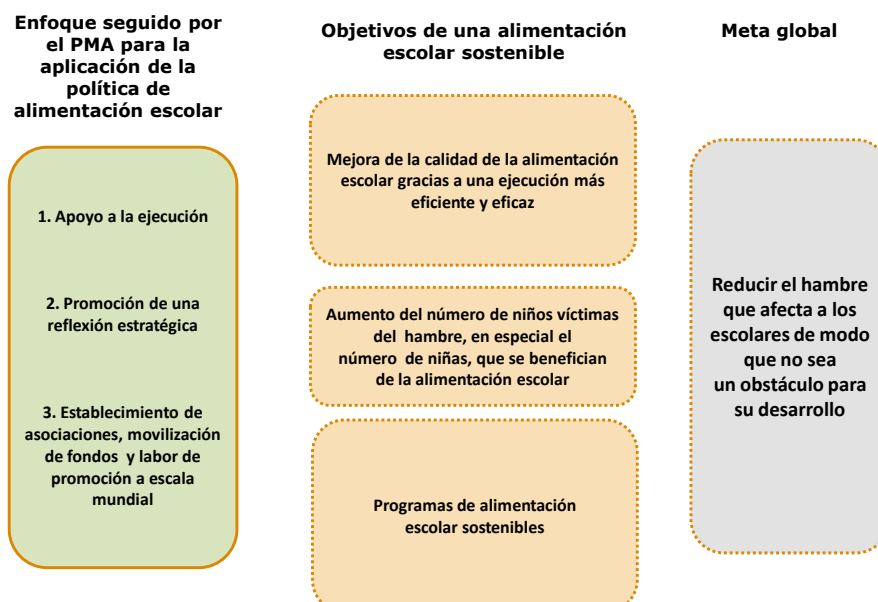 Enfoque seguido por
el PMA para la
aplicación de la
política de
alimentación escolar
1. Apoyo a la ejecución
2. Promoción de una
reflexión estratégica
3. Establecimiento de
asociaciones, movilización
de fondos y labor de
promoción a escala
mundial
Objetivos de una alimentación
escolar sostenible
Mejora de la calidad de la alimentación
escolar gracias a una ejecución más
eficiente y eficaz
Aumento del número de niños víctimas
del hambre, en especial el
número de niñas, que se benefician
de la alimentación escolar
Programas de alimentación
escolar sostenibles
Meta global
Reducir el hambre
que afecta a los
escolares de modo
que no sea
un obstáculo para
su desarrollo